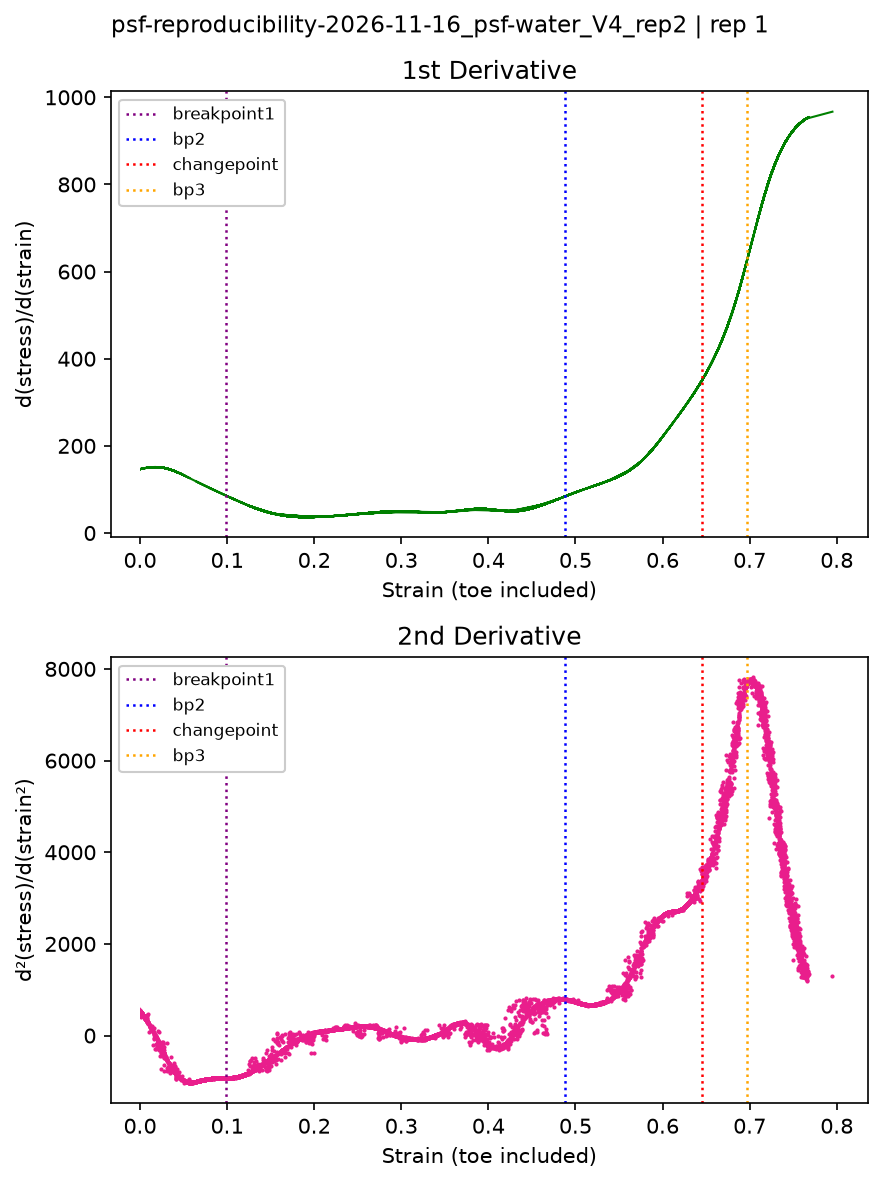 psf-reproducibility-2026-11-16_psf-water_V4_rep2 | rep 1
1st Derivative
1000
800
600
400
200
0
d(stress)/d(strain)
breakpoint1
bp2
changepoint
bp3
0.0 0.1 0.2 0.3 0.4 0.5 0.6 0.7 0.8
Strain (toe included)
2nd Derivative
8000
6000
4000
2000
0
d²(stress)/d(strain²)
breakpoint1
bp2
changepoint
bp3
0.0 0.1 0.2 0.3 0.4 0.5 0.6 0.7 0.8
Strain (toe included)